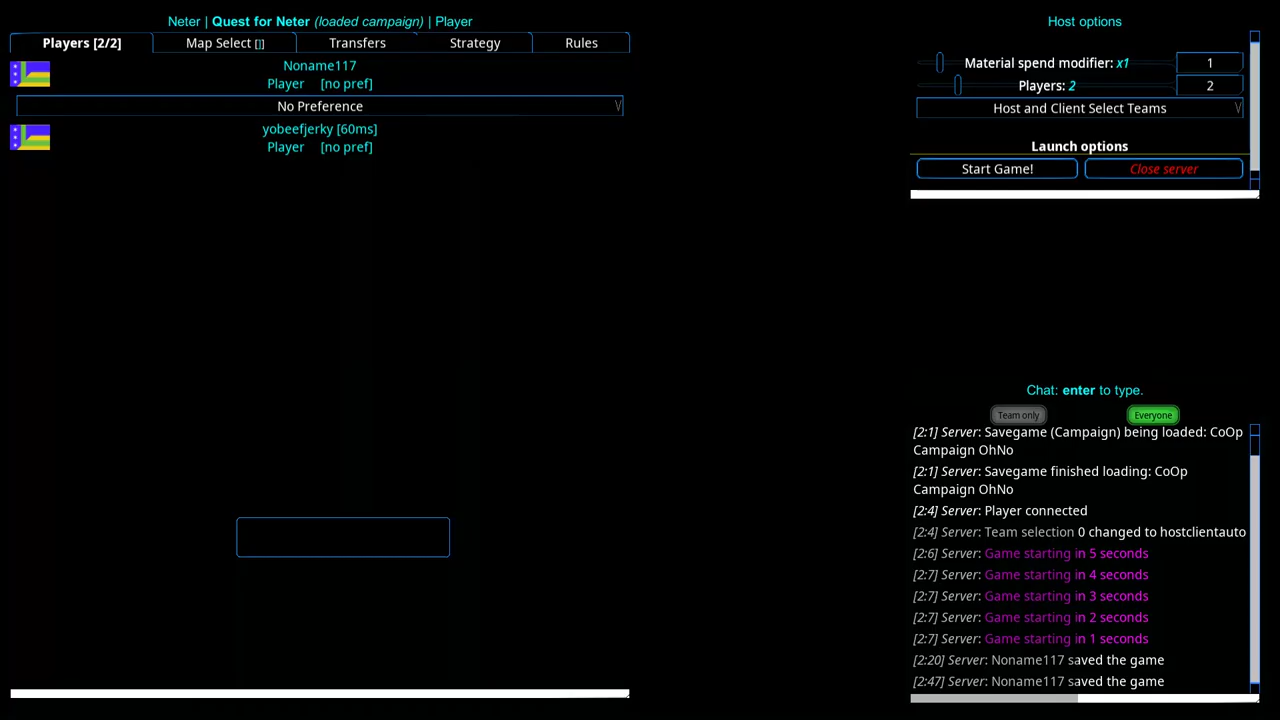 Neter | Quest for Neter (loaded campaign) | Player
Players [2/2]
Map Select []]
Transfers
Strategy
Rules
Noname117
Player [no pref]
No Preference
yobeefjerky [60ms]
Player [no pref]
Host options
Material spend modifier: x1
1
Players: 2
2
Host and Client Select Teams
Launch options
Start Game!
Close server
Chat: enter to type.
Team only
Everyone
[2:1] Server: Savegame (Campaign) being loaded: CoOp
Campaign OhNo
[2:1] Server: Savegame finished loading: CoOp
Campaign OhNo
[2:4] Server: Player connected
[2:4] Server: Team selection 0 changed to hostclientauto
[2:6] Server: Game starting in 5 seconds
[2:7] Server: Game starting in 4 seconds
[2:7] Server: Game starting in 3 seconds
[2:7] Server: Game starting in 2 seconds
[2:7] Server: Game starting in 1 seconds
[2:20] Server: Noname117 saved the game
[2:47] Server: Noname117 saved the game